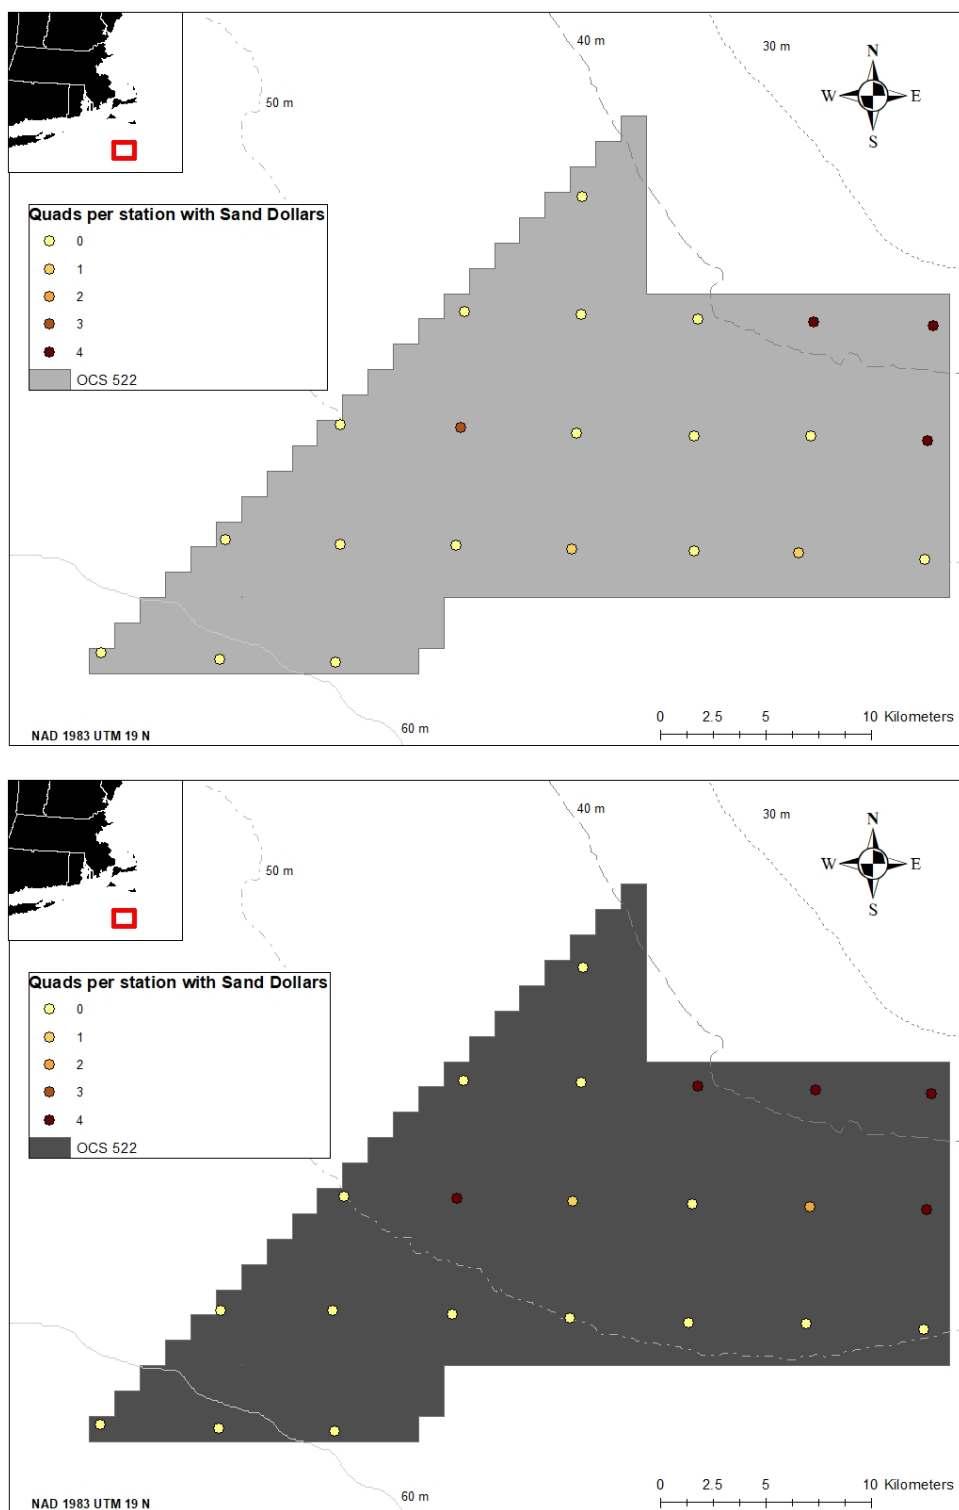 40 m
30 m
50 m
N
W E
S
Quads per station with Sand Dollars
0
1
2
3
4
OCS 522
0 2.5 5 10 Kilometers
60 m
NAD 1983 UTM 19 N
40 m
30 m
50 m
N
W E
S
Quads per station with Sand Dollars
0
1
2
3
4
OCS 522
0 2.5 5 10 Kilometers
60 m
NAD 1983 UTM 19 N